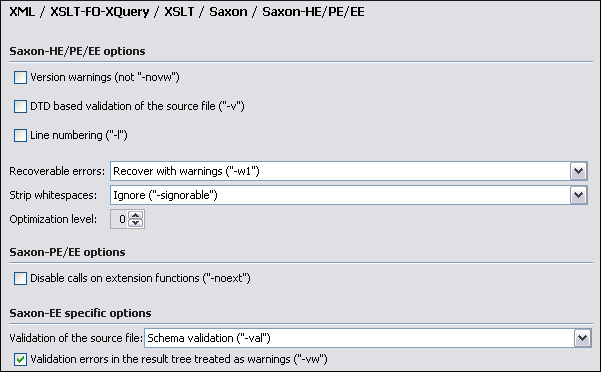 XML / XSLT-FO-XQuery / XSLT / Saxon / Saxon-HE/PE/EE
Saxon-HE/PE/EE options
Version warnings (not "-novw")
DTD based validation of the source file ("-v")
Line numbering ("-l")
Recoverable errors: Recover with warnings ("-w1")
Strip whitespaces: Ignore ("-signorable")
Optimization level: 0
Saxon-PE/EE options
Disable calls on extension functions ("-noext")
Saxon-EE specific options
Validation of the source file: Schema validation ("-val")
Validation errors in the result tree treated as warnings ("-vw")